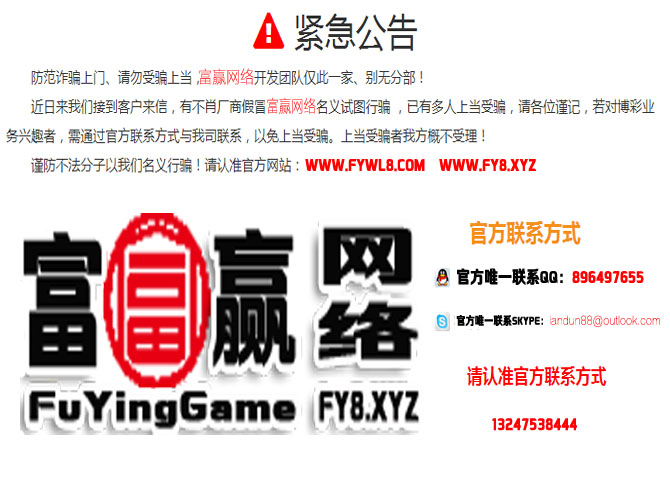 紧急公告
防范诈骗上门、请勿受骗上当,富赢网络开发团队仅此一家、别无分部！
近日来我们接到客户来信，有不肖厂商假冒富赢网络名义试图行骗 ，已有多人上当受骗，请各位谨记，若对博彩业
务兴趣者，需通过官方联系方式与我司联系，以免上当受骗。上当受骗者我方概不受理！
谨防不法分子以我们名义行骗！请认准官方网站： WWW.FYWL8.COM WWW.FY8.XYZ
富富赢 网络
FuYingGame FY8.XYZ
官方联系方式
官方唯一联系QQ：896497655
官方唯一联系SKYPE：landun88@outlook.com
请认准官方联系方式
13247538444